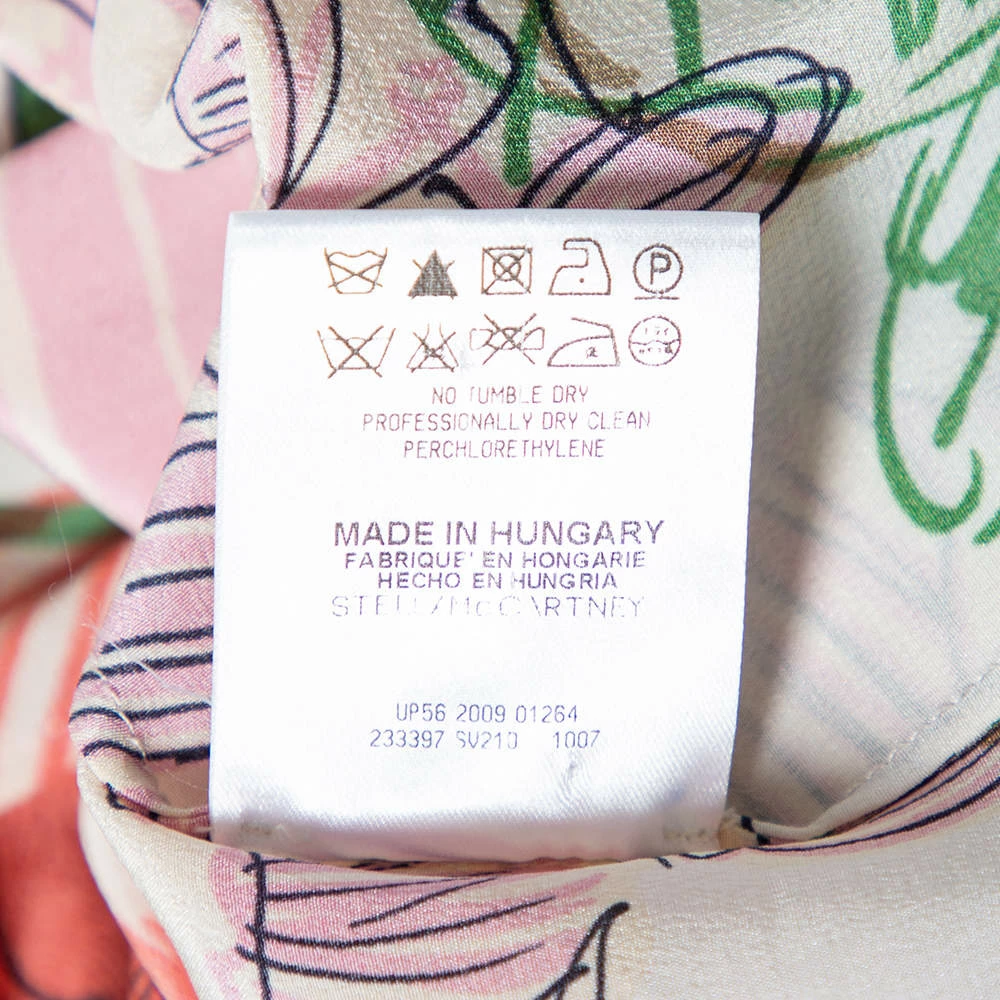 P
2
NO TUMBLE DRY
PROFESSIONALLY DRY CLEAN
PERCHLORETHYLENE
MADE IN HUNGARY
FABRIQUE' EN HONGARIE
HECHO EN HUNGRIA
STELLA McCARTNEY
UP56 2009 01264
233397 SV210 1007